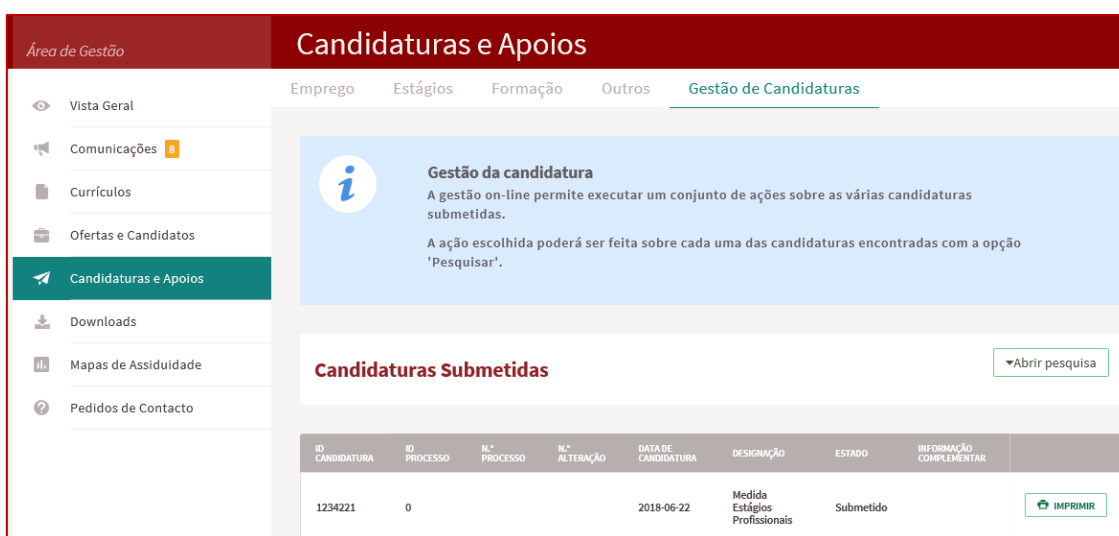 Área de Gestão
Candidaturas e Apoios
Emprego Estágios Formação Outros Gestão de Candidaturas
Vista Geral
Comunicações 8
Currículos
Ofertas e Candidatos
Candidaturas e Apoios
Downloads
Mapas de Assiduidade
Pedidos de Contacto
i
Gestão da candidatura
A gestão on-line permite executar um conjunto de ações sobre as várias candidaturas
submetidas.
A ação escolhida poderá ser feita sobre cada uma das candidaturas encontradas com a opção
'Pesquisar'.
Candidaturas Submetidas
Abrir pesquisa
ID CANDIDATURA
ID PROCESSO
N.º PROCESSO
N.º ALTERAÇÃO
DATA DE CANDIDATURA
DESIGNAÇÃO
ESTADO
INFORMAÇÃO COMPLEMENTAR
1234221
0
2018-06-22
Medida
Estágios
Profissionais
Submetido
IMPRIMIR